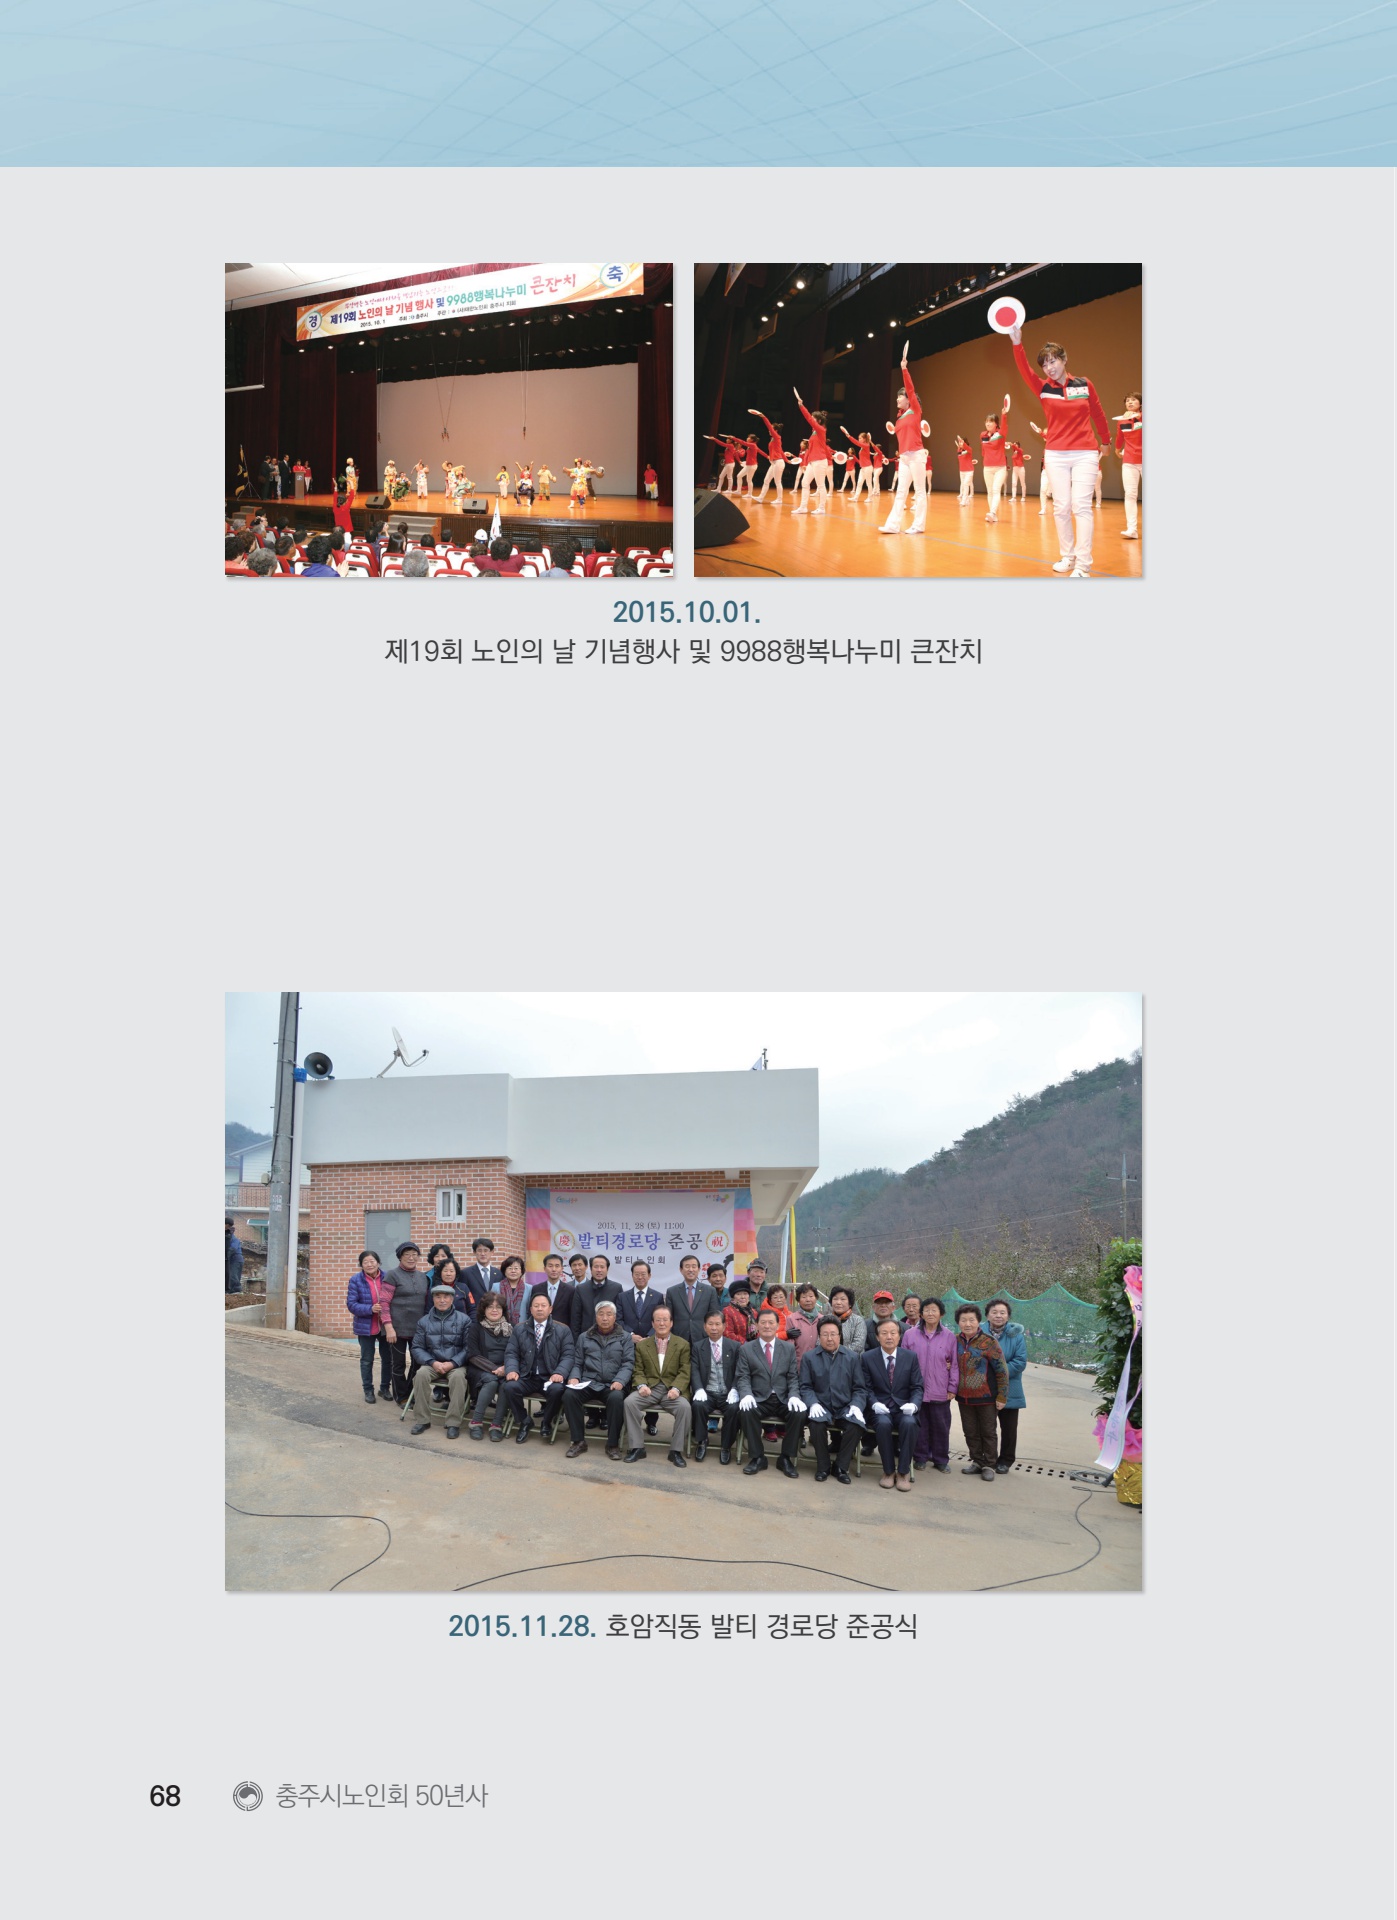 경 제19회 노인의 날 기념 행사 및 9988행복나누미 큰잔치 축
2015. 10. 1
2015.10.01.
제19회 노인의 날 기념행사 및 9988행복나누미 큰잔치
2015. 11. 28 (토) 11:00
慶 발티경로당 준공 祝
발티노인회
2015.11.28. 호암직동 발티 경로당 준공식
68 충주시노인회 50년사